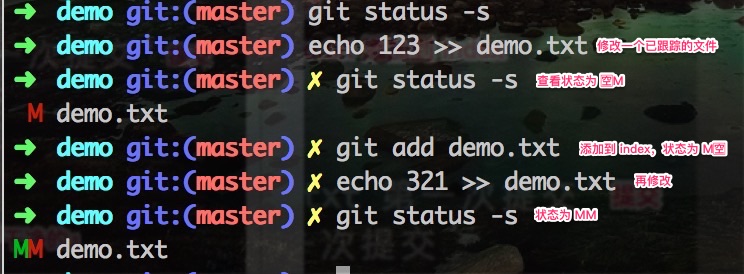 ➜ demo git:(master) git status -s
➜ demo git:(master) echo 123 >> demo.txt 修改一个已跟踪的文件
➜ demo git:(master) ✗ git status -s 查看状态为 空M
 M demo.txt
➜ demo git:(master) ✗ git add demo.txt 添加到 index，状态为 M空
➜ demo git:(master) ✗ echo 321 >> demo.txt 再修改
➜ demo git:(master) ✗ git status -s 状态为 MM
MM demo.txt
次提交